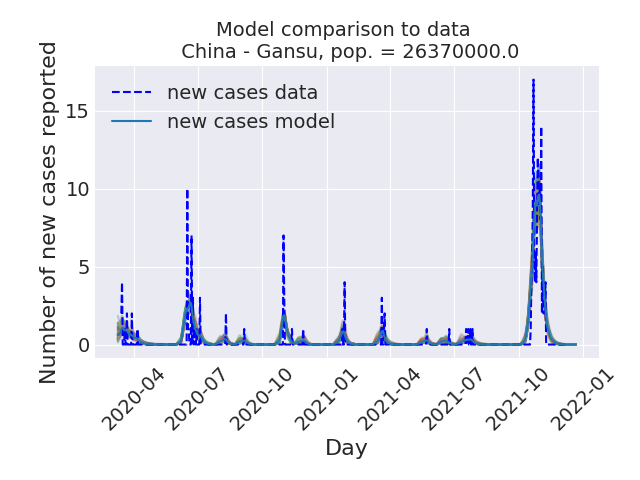 Model comparison to data
China - Gansu, pop. = 26370000.0
Number of new cases reported
new cases data
new cases model
15
10
5
0
2020-04
2020-07
2020-10
2021-01
2021-04
2021-07
2021-10
2022-01
Day